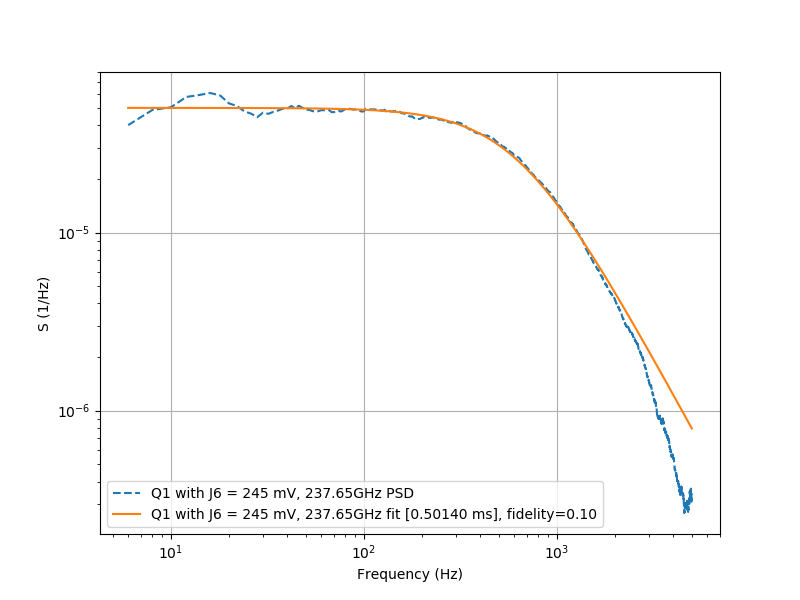 S (1/Hz)
10⁻⁵
10⁻⁶
Q1 with J6 = 245 mV, 237.65GHz PSD
Q1 with J6 = 245 mV, 237.65GHz fit [0.50140 ms], fidelity=0.10
10¹ 10² 10³
Frequency (Hz)